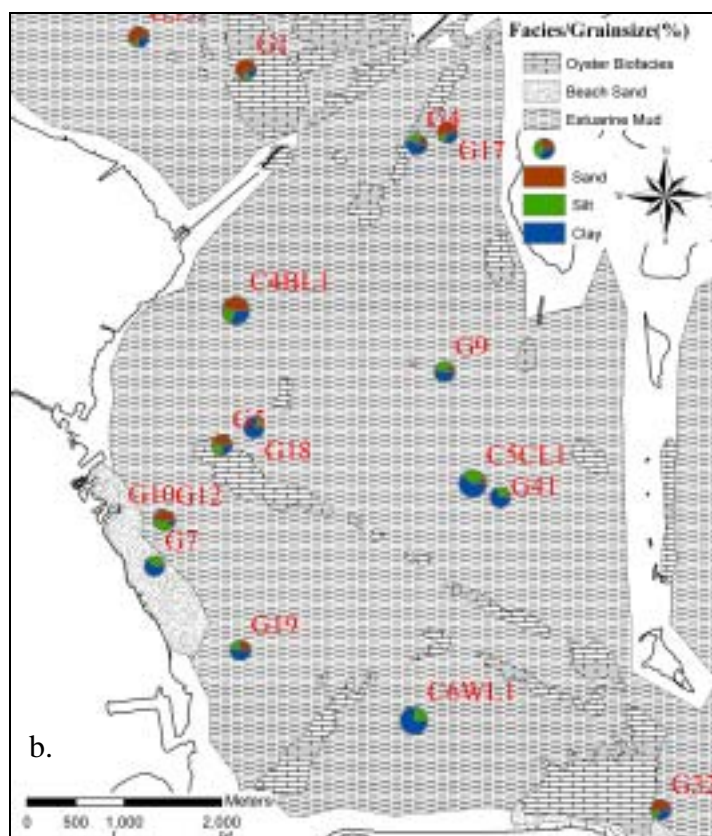 Facies/Grainsize(%)
Oyster Biofacies
Beach Sand
Estuarine Mud
Sand
Silt
Clay
N
G1
G4
G17
C4BL1
G9
G18
C5CL1
G41
G10G12
G7
G19
C6WL1
G32
b.
Meters
0 500 1,000 2,000